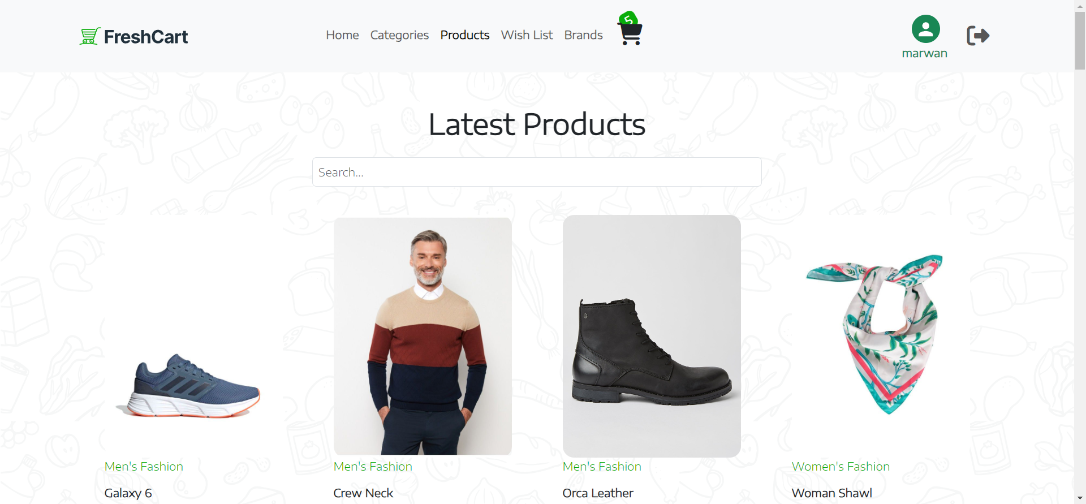 FreshCart
Home Categories Products Wish List Brands 5
marwan
Latest Products
Search...
Men's Fashion
Galaxy 6
Men's Fashion
Crew Neck
Men's Fashion
Orca Leather
Women's Fashion
Woman Shawl